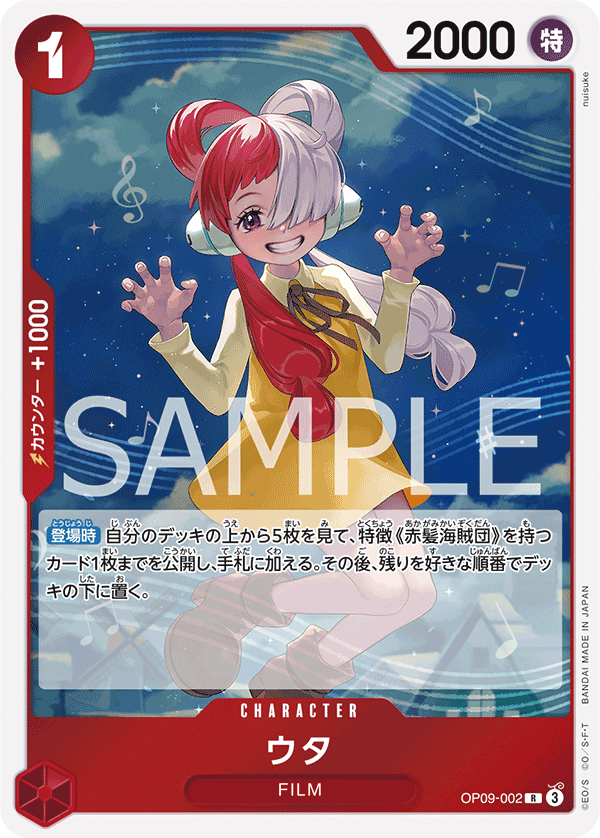 1
2000 特
nuisuke
カウンター +1000
SAMPLE
登場時 自分のデッキの上から5枚を見て、特徴《赤髪海賊団》を持つ
カード1枚までを公開し、手札に加える。その後、残りを好きな順番でデッ
キの下に置く。
CHARACTER
ウタ
FILM
OP09-002 R 3
©E.O/S ©O/S・F・T BANDAI MADE IN JAPAN